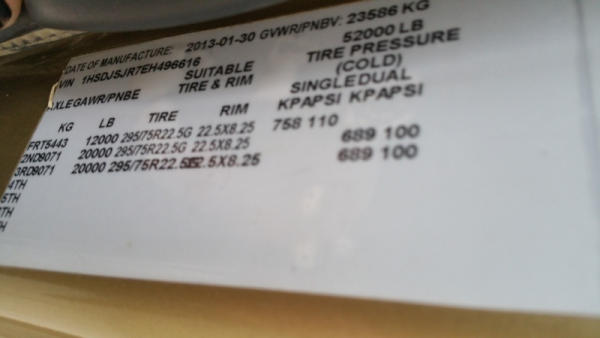 DATE OF MANUFACTURE: 2013-01-30 GVWR/PNBV: 23586 KG
52000 LB
VIN 1HSDJSJR7EH496616
SUITABLE TIRE PRESSURE
TIRE & RIM (COLD)
AXLEGAWR/PNBE SINGLEDUAL
KG LB TIRE RIM KPAPSI KPAPSI
FRT5443 12000 295/75R22.5G 22.5X8.25 758 110
2ND9071 20000 295/75R22.5G 22.5X8.25 689 100
3RD9071 20000 295/75R22.5G 22.5X8.25 689 100
4TH
5TH
TH
TH